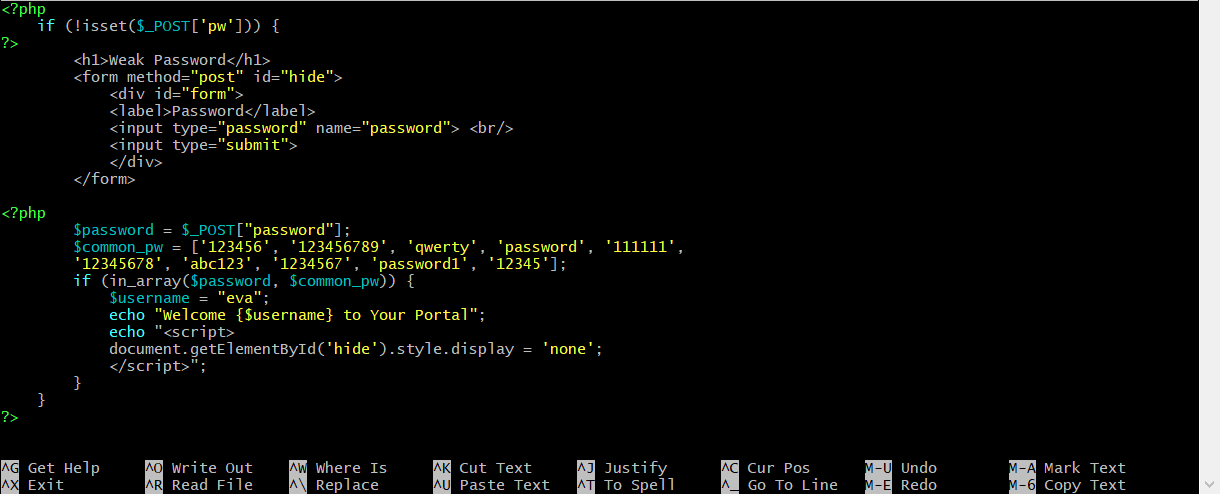 <?php
    if (!isset($_POST['pw'])) {
?>
        <h1>Weak Password</h1>
        <form method="post" id="hide">
            <div id="form">
            <label>Password</label>
            <input type="password" name="password"> <br/>
            <input type="submit">
            </div>
        </form>

<?php
        $password = $_POST["password"];
        $common_pw = ['123456', '123456789', 'qwerty', 'password', '111111',
        '12345678', 'abc123', '1234567', 'password1', '12345'];
        if (in_array($password, $common_pw)) {
            $username = "eva";
            echo "Welcome {$username} to Your Portal";
            echo "<script>
            document.getElementById('hide').style.display = 'none';
            </script>";
        }
    }
?>

^G Get Help ^O Write Out ^W Where Is ^K Cut Text ^J Justify ^C Cur Pos M-U Undo M-A Mark Text
^X Exit ^R Read File ^\ Replace ^U Paste Text ^T To Spell ^_ Go To Line M-E Redo M-6 Copy Text